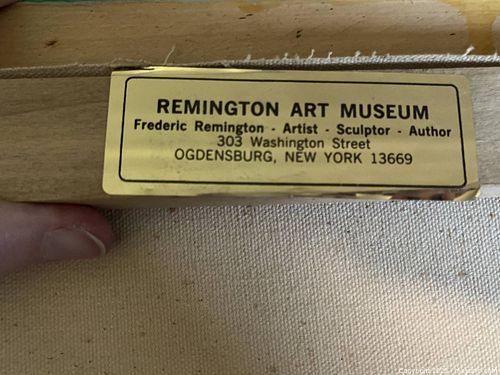 REMINGTON ART MUSEUM
Frederic Remington - Artist - Sculptor - Author
303 Washington Street
OGDENSBURG, NEW YORK 13669